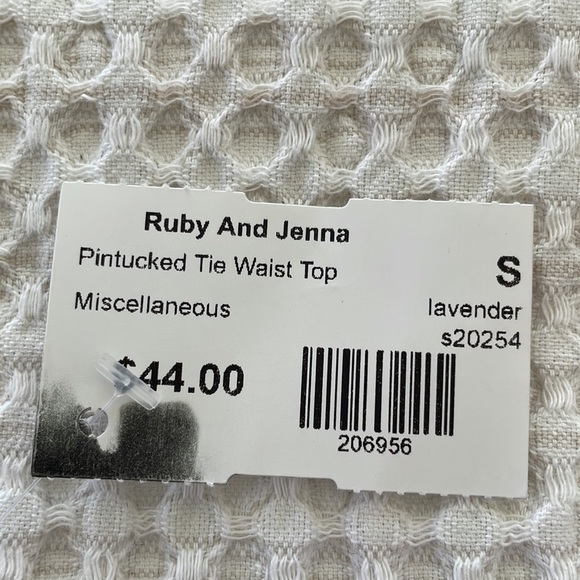 Ruby And Jenna
Pintucked Tie Waist Top
S
Miscellaneous
lavender
s20254
$44.00
206956